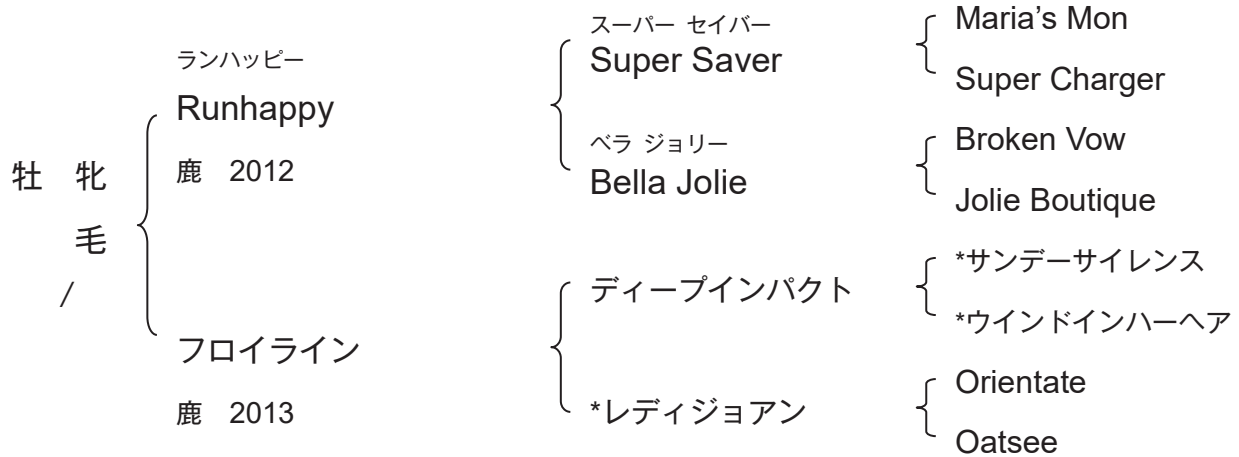 牡 牝
毛
/
ランハッピー
Runhappy
鹿 2012
フロイライン
鹿 2013
スーパー セイバー
Super Saver
ベラ ジョリー
Bella Jolie
ディープインパクト
*レディジョアン
Maria’s Mon
Super Charger
Broken Vow
Jolie Boutique
*サンデーサイレンス
*ウインドインハーヘア
Orientate
Oatsee